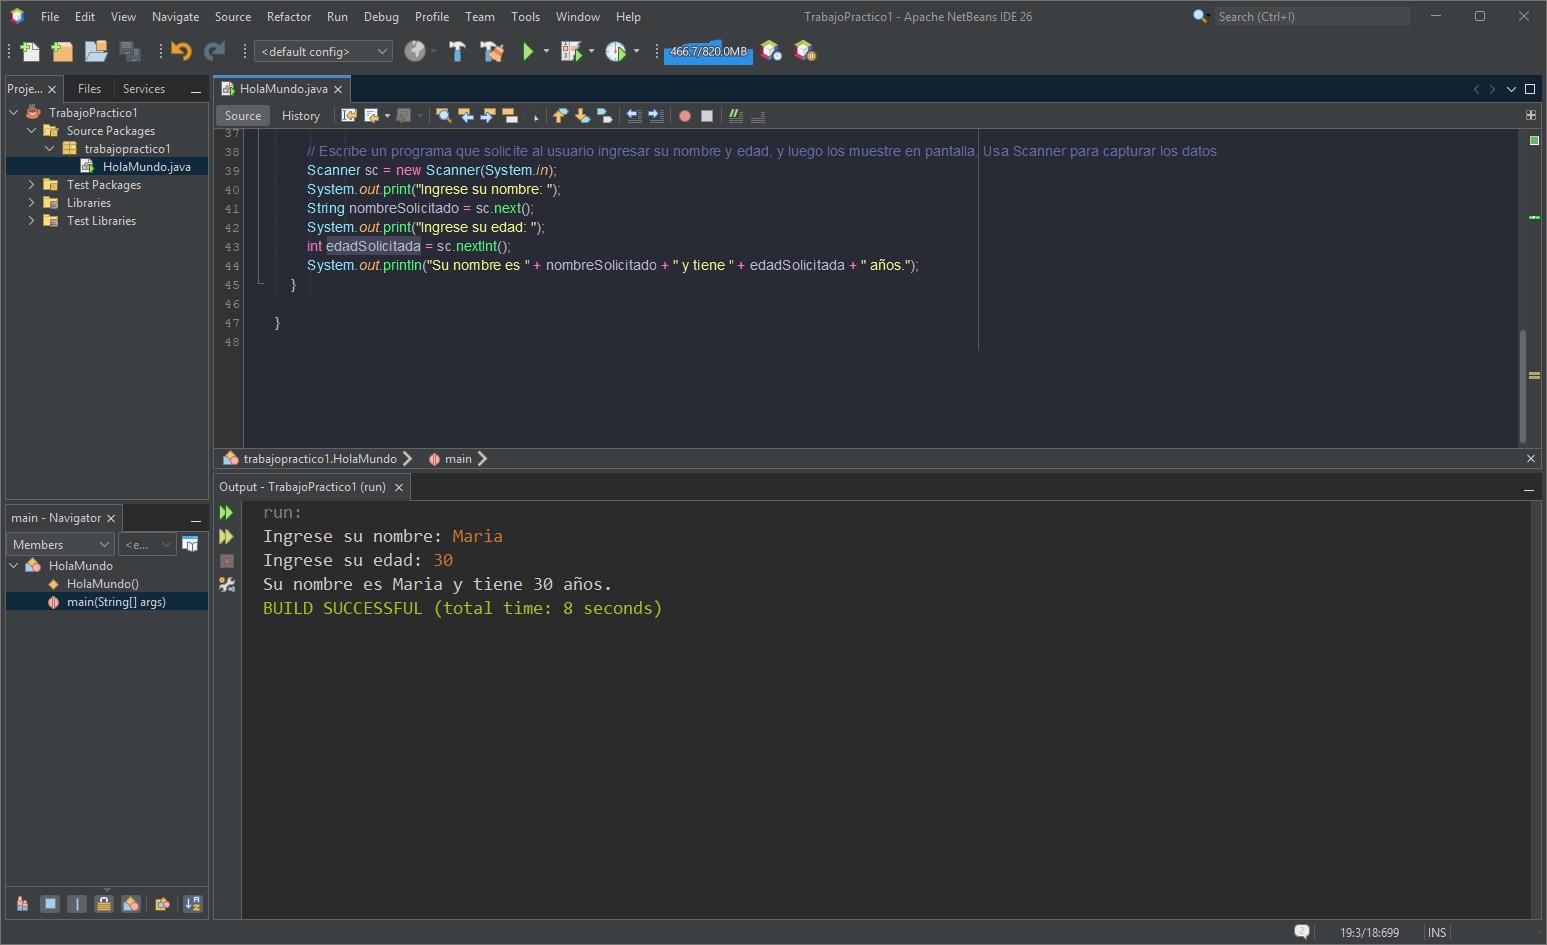 File Edit View Navigate Source Refactor Run Debug Profile Team Tools Window Help TrabajoPractico1 - Apache NetBeans IDE 26 Search (Ctrl+I)
<default config> 466.7/820.0MB
Proje... Files Services
TrabajoPractico1
Source Packages
trabajopractico1
HolaMundo.java
Test Packages
Libraries
Test Libraries
HolaMundo.java
Source History
37
38 // Escribe un programa que solicite al usuario ingresar su nombre y edad, y luego los muestre en pantalla. Usa Scanner para capturar los datos
39 Scanner sc = new Scanner(System.in);
40 System.out.print("Ingrese su nombre: ");
41 String nombreSolicitado = sc.next();
42 System.out.print("Ingrese su edad: ");
43 int edadSolicitada = sc.nextInt();
44 System.out.println("Su nombre es " + nombreSolicitado + " y tiene " + edadSolicitada + " años.");
45 }
46
47 }
48
trabajopractico1.HolaMundo main
main - Navigator
Members <e...
HolaMundo
HolaMundo()
main(String[] args)
Output - TrabajoPractico1 (run)
run:
Ingrese su nombre: Maria
Ingrese su edad: 30
Su nombre es Maria y tiene 30 años.
BUILD SUCCESSFUL (total time: 8 seconds)
19:3/18:699 INS